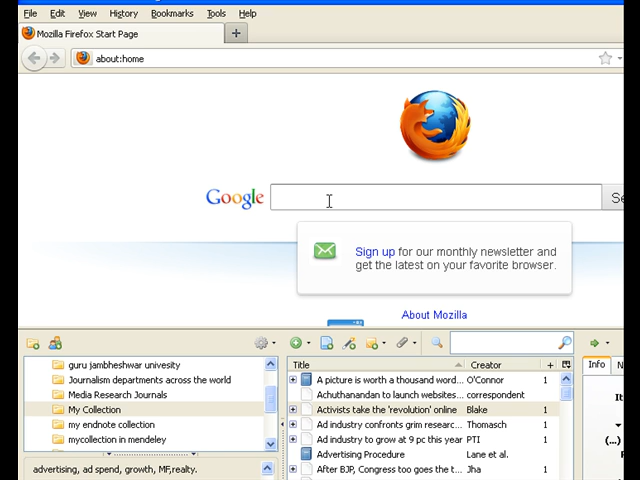 File Edit View History Bookmarks Tools Help
Mozilla Firefox Start Page
about:home
Google
Sign up for our monthly newsletter and
get the latest on your favorite browser.
About Mozilla
Title Creator Info
guru jambheshwar univesity
Journalism departments across the world
Media Research Journals
My Collection
my endnote collection
mycollection in mendeley
advertising, ad spend, growth, MF,realty.
A picture is worth a thousand word... O'Connor 1
Achuthanandan to launch websites... correspondent
Activists take the 'revolution' online Blake 1
Ad industry confronts grim researc... Thomasch 1
Ad industry to grow at 9 pc this year PTI 1
Advertising Procedure Lane et al.
After BJP, Congress too goes the t... Jha 1
(...)